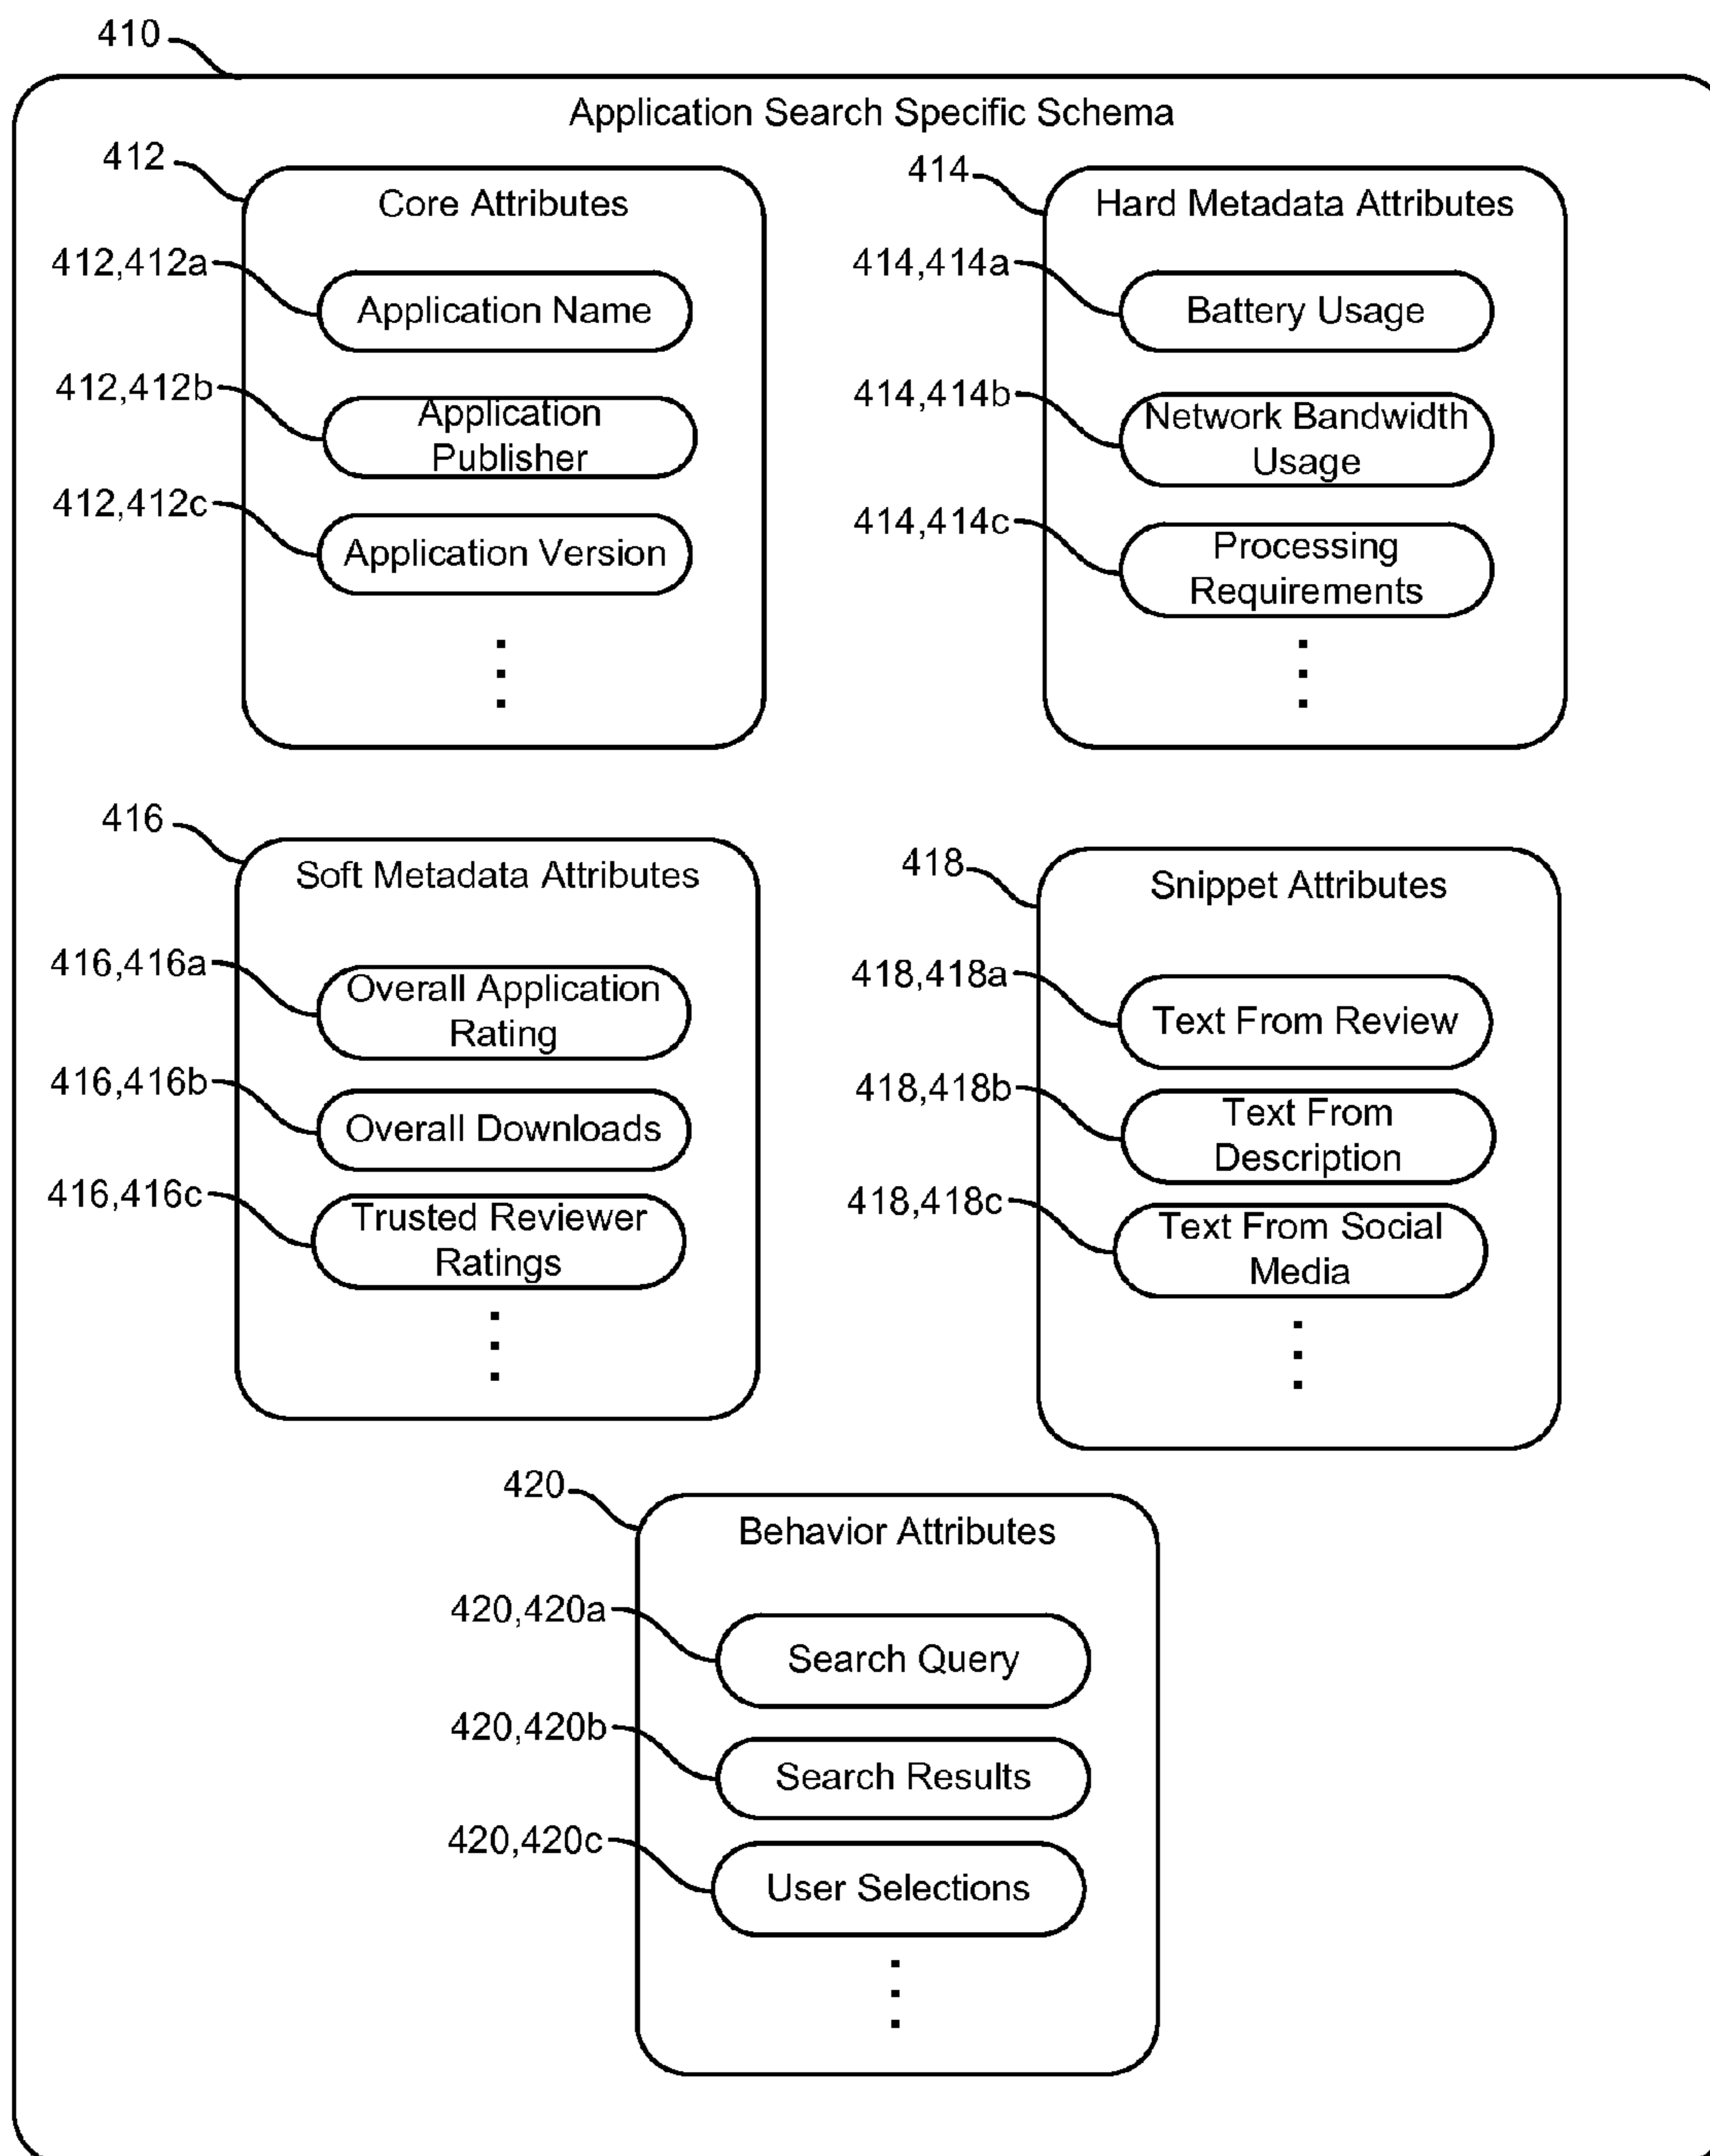 410
Application Search Specific Schema
412
Core Attributes
412,412a
Application Name
412,412b
Application
Publisher
412,412c
Application Version
414
Hard Metadata Attributes
414,414a
Battery Usage
414,414b
Network Bandwidth
Usage
414,414c
Processing
Requirements
416
Soft Metadata Attributes
416,416a
Overall Application
Rating
416,416b
Overall Downloads
416,416c
Trusted Reviewer
Ratings
418
Snippet Attributes
418,418a
Text From Review
418,418b
Text From
Description
418,418c
Text From Social
Media
420
Behavior Attributes
420,420a
Search Query
420,420b
Search Results
420,420c
User Selections